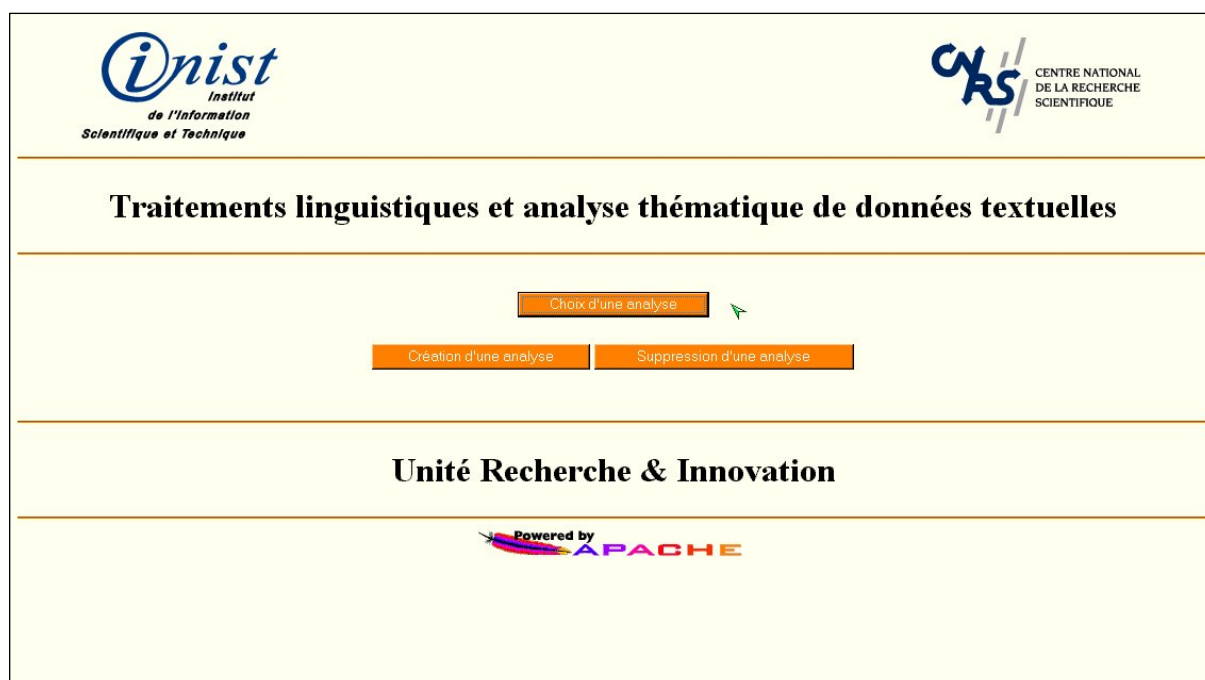 inist
Institut
de l'Information
Scientifique et Technique
CNRS
CENTRE NATIONAL
DE LA RECHERCHE
SCIENTIFIQUE
Traitements linguistiques et analyse thématique de données textuelles
Choix d'une analyse
Création d'une analyse
Suppression d'une analyse
Unité Recherche & Innovation
Powered by
APACHE